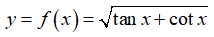 y = f(x) = √(tan x + cot x)